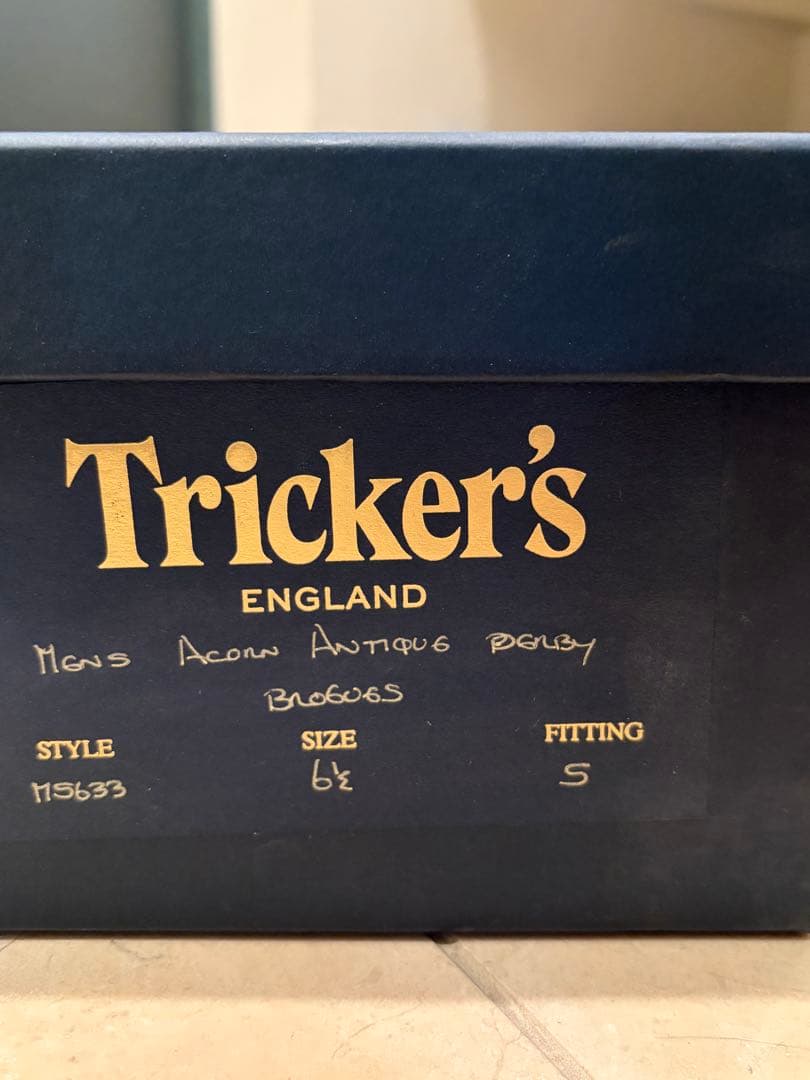 Tricker's
ENGLAND
MENS ACORN ANTIQUE DERBY
BROGUES
STYLE SIZE FITTING
M5633 6½ 5